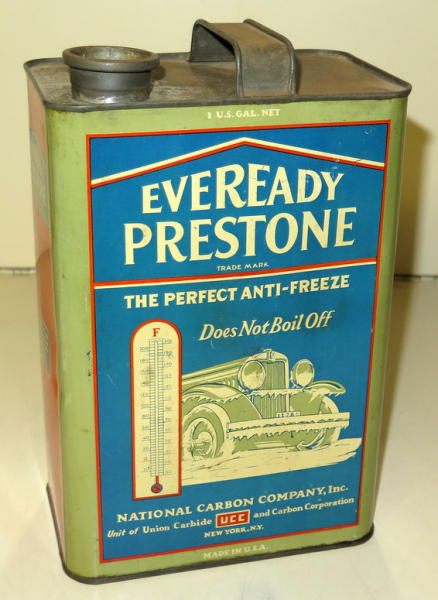 1 U.S. GAL. NET
EVEREADY
PRESTONE
TRADE MARK
THE PERFECT ANTI-FREEZE
Does Not Boil Off
F
NATIONAL CARBON COMPANY, Inc.
Unit of Union Carbide UCC and Carbon Corporation
NEW YORK, N.Y.
MADE IN U.S.A.